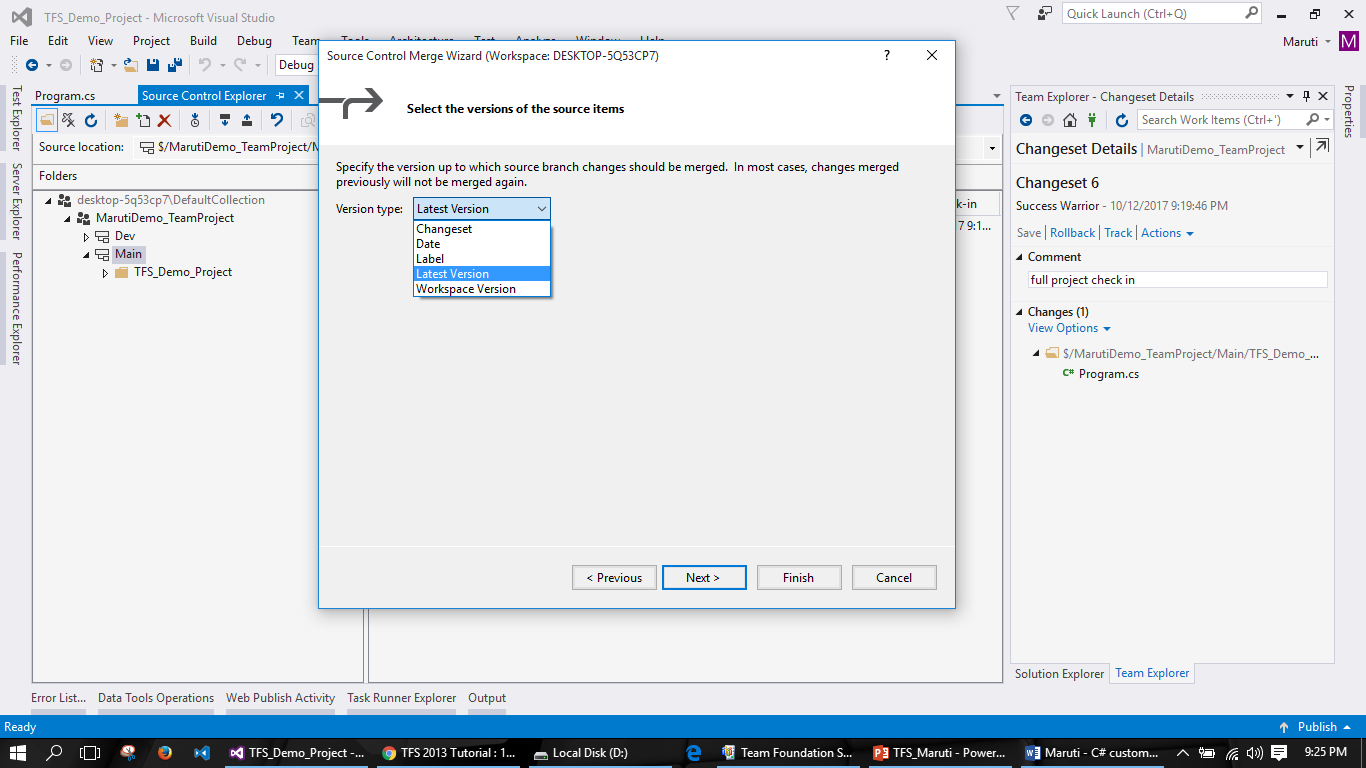 TFS_Demo_Project - Microsoft Visual Studio
Quick Launch (Ctrl+Q)
File Edit View Project Build Debug Team
Maruti M
Debug
Source Control Merge Wizard (Workspace: DESKTOP-5Q53CP7) ?
Select the versions of the source items
Specify the version up to which source branch changes should be merged. In most cases, changes merged
previously will not be merged again.
Version type: Latest Version
Changeset
Date
Label
Latest Version
Workspace Version
< Previous Next > Finish Cancel
Test Explorer
Server Explorer
Performance Explorer
Program.cs Source Control Explorer
Source location: $/MarutiDemo_TeamProject/M
Folders
desktop-5q53cp7\DefaultCollection
MarutiDemo_TeamProject
Dev
Main
TFS_Demo_Project
k-in
7 9:1...
Team Explorer - Changeset Details
Search Work Items (Ctrl+')
Changeset Details | MarutiDemo_TeamProject
Changeset 6
Success Warrior - 10/12/2017 9:19:46 PM
Save Rollback Track Actions
Comment
full project check in
Changes (1)
View Options
$/MarutiDemo_TeamProject/Main/TFS_Demo_...
C# Program.cs
Solution Explorer Team Explorer
Properties
Error List... Data Tools Operations Web Publish Activity Task Runner Explorer Output
Ready Publish
TFS_Demo_Project -... TFS 2013 Tutorial : 1... Local Disk (D:) Team Foundation S... TFS_Maruti - Power... Maruti - C# custom... 9:25 PM